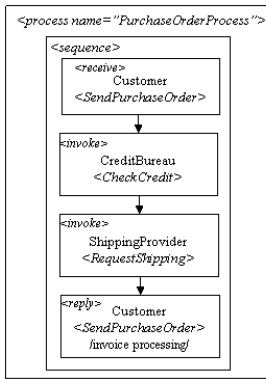 <process name="PurchaseOrderProcess">
<sequence>
<receive>
Customer
<SendPurchaseOrder>
<invoke>
CreditBureau
<CheckCredit>
<invoke>
ShippingProvider
<RequestShipping>
<reply>
Customer
<SendPurchaseOrder>
/invoice processing/